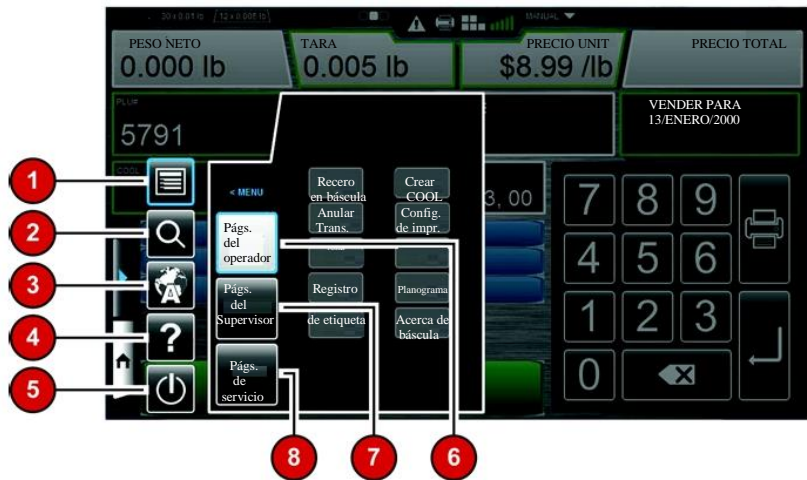 30 x 0.01 lb 12 x 0.005 lb MANUAL
PESO NETO
0.000 lb
TARA
0.005 lb
PRECIO UNIT
$8.99 /lb
PRECIO TOTAL
PLU#
5791
VENDER PARA
13/ENERO/2000
COOL
3, 00
< MENU
Págs.
del
operador
Págs.
del
Supervisor
Págs.
de
servicio
Recero
en báscula
Crear
COOL
Anular
Trans.
Config.
de impr.
Registro
de etiqueta
Planograma
Acerca de
báscula
?
7 8 9
4 5 6
1 2 3
0
1
2
3
4
5
8
7
6